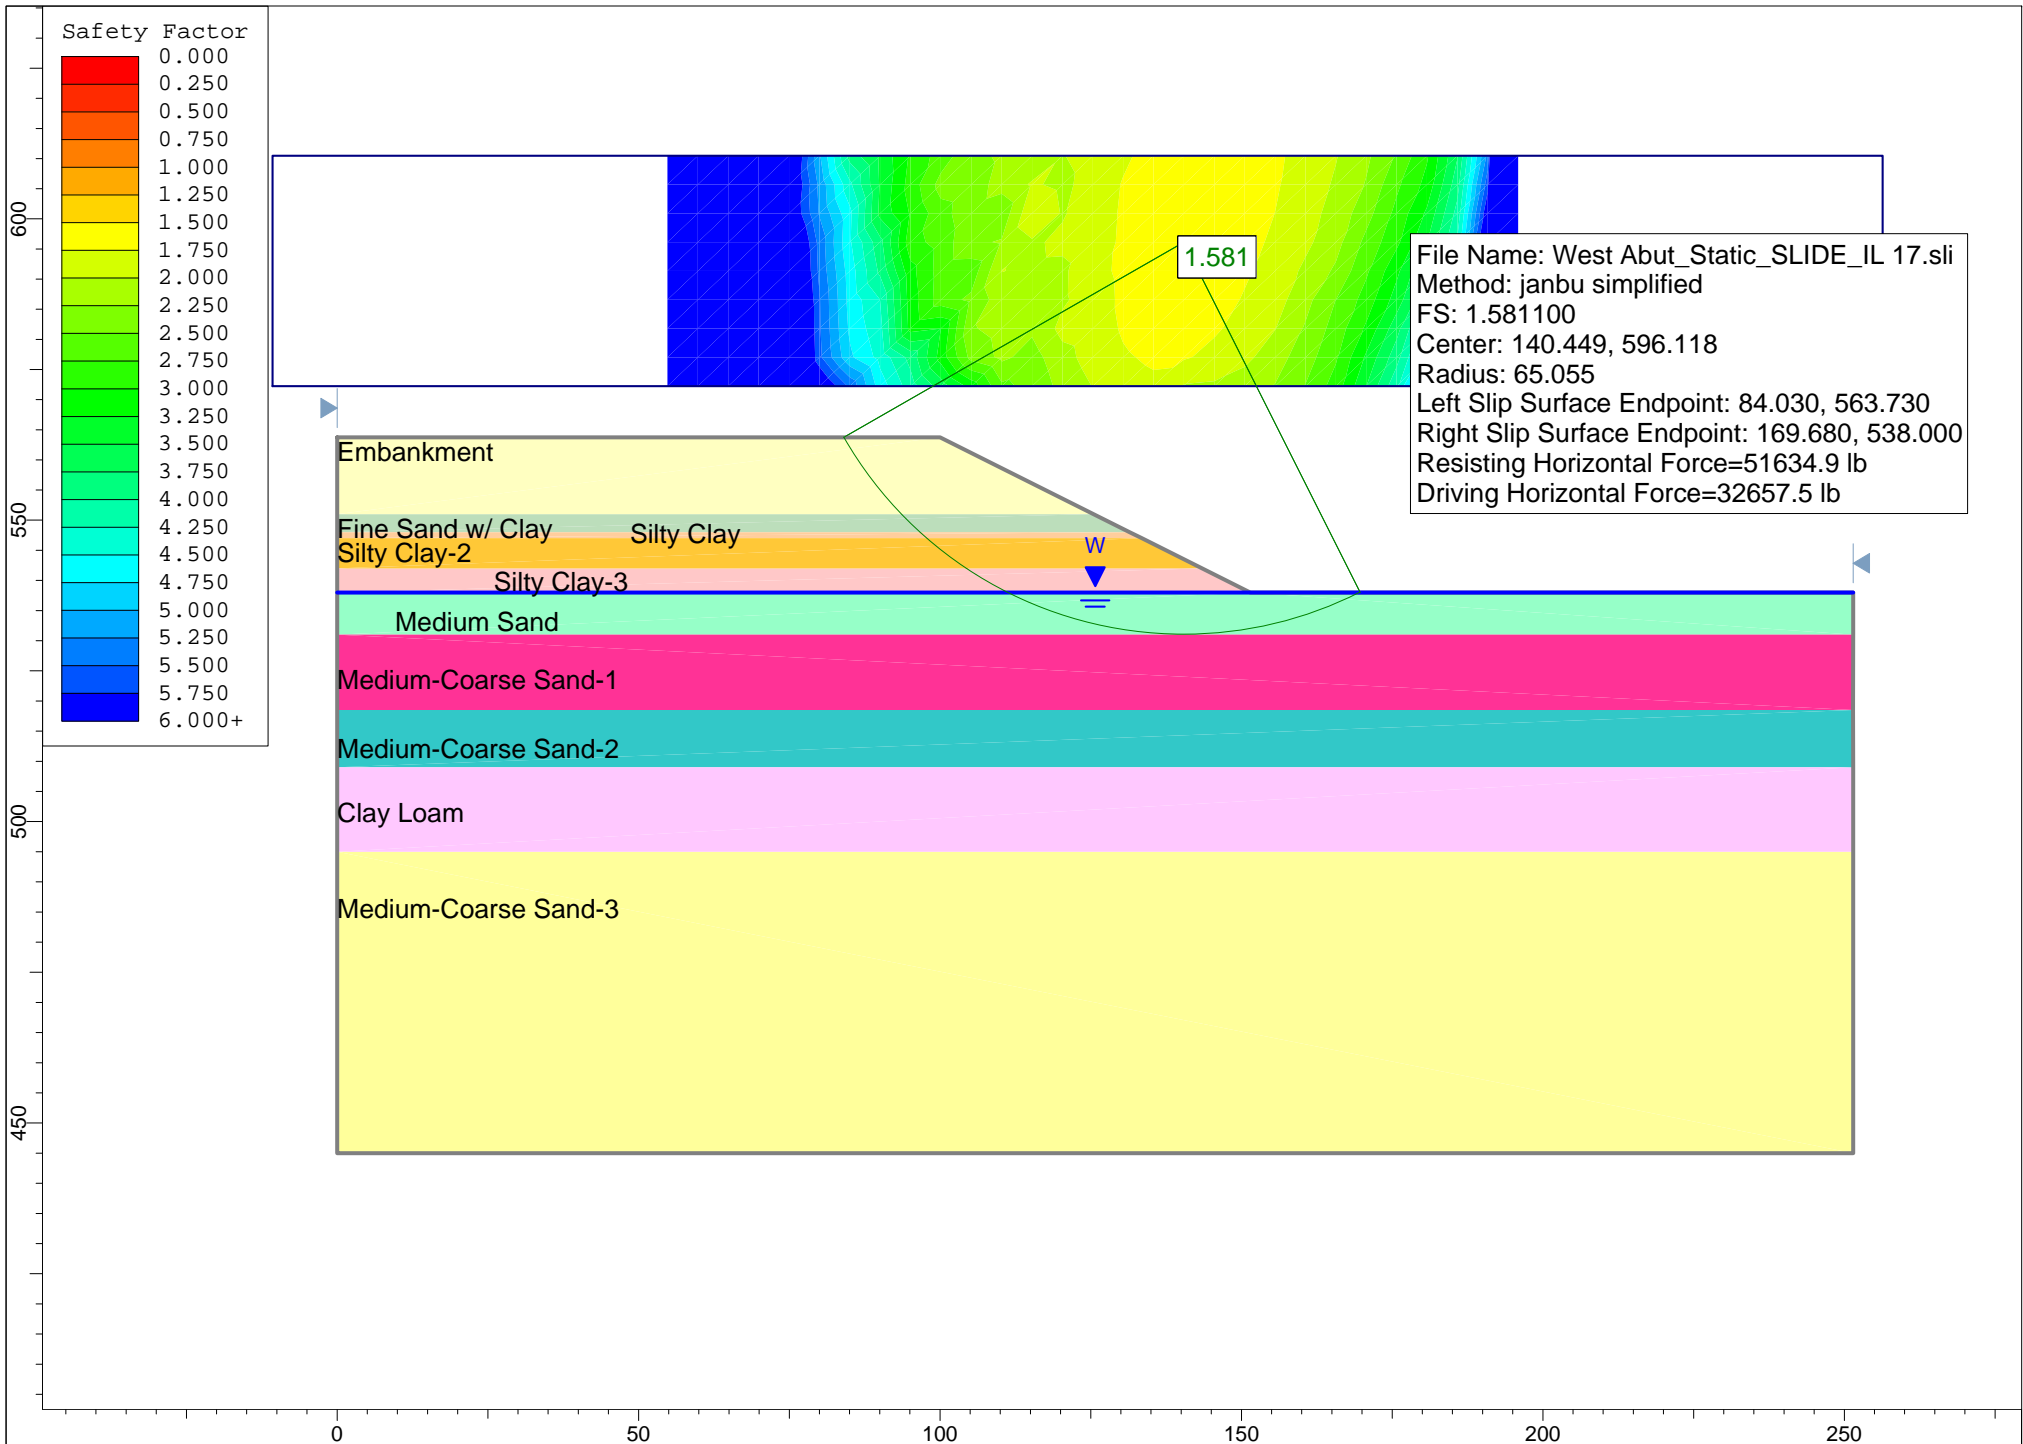 Safety Factor
0.000
0.250
0.500
0.750
1.000
1.250
1.500
1.750
2.000
2.250
2.500
2.750
3.000
3.250
3.500
3.750
4.000
4.250
4.500
4.750
5.000
5.250
5.500
5.750
6.000+
1.581
File Name: West Abut_Static_SLIDE_IL 17.sli
Method: janbu simplified
FS: 1.581100
Center: 140.449, 596.118
Radius: 65.055
Left Slip Surface Endpoint: 84.030, 563.730
Right Slip Surface Endpoint: 169.680, 538.000
Resisting Horizontal Force=51634.9 lb
Driving Horizontal Force=32657.5 lb
Embankment
Fine Sand w/ Clay
Silty Clay
Silty Clay-2
W
Silty Clay-3
Medium Sand
Medium-Coarse Sand-1
Medium-Coarse Sand-2
Clay Loam
Medium-Coarse Sand-3
600
550
500
450
0 50 100 150 200 250